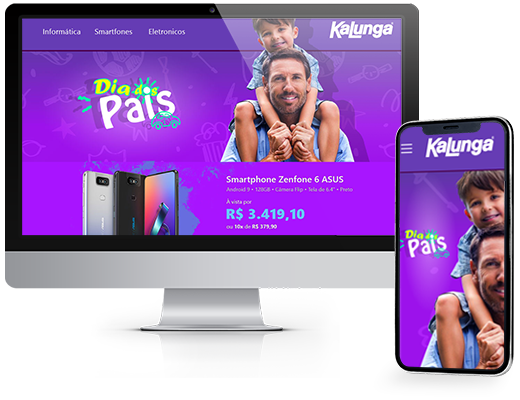 Informática Smartfones Eletronicos
Kalunga
Dia dos
Pais
Smartphone Zenfone 6 ASUS
Android 9 • 128GB • Câmera Flip • Tela de 6.4" • Preto
À vista por
R$ 3.419,10
ou 10x de R$ 379,90
Kalunga
Dia dos
Pais